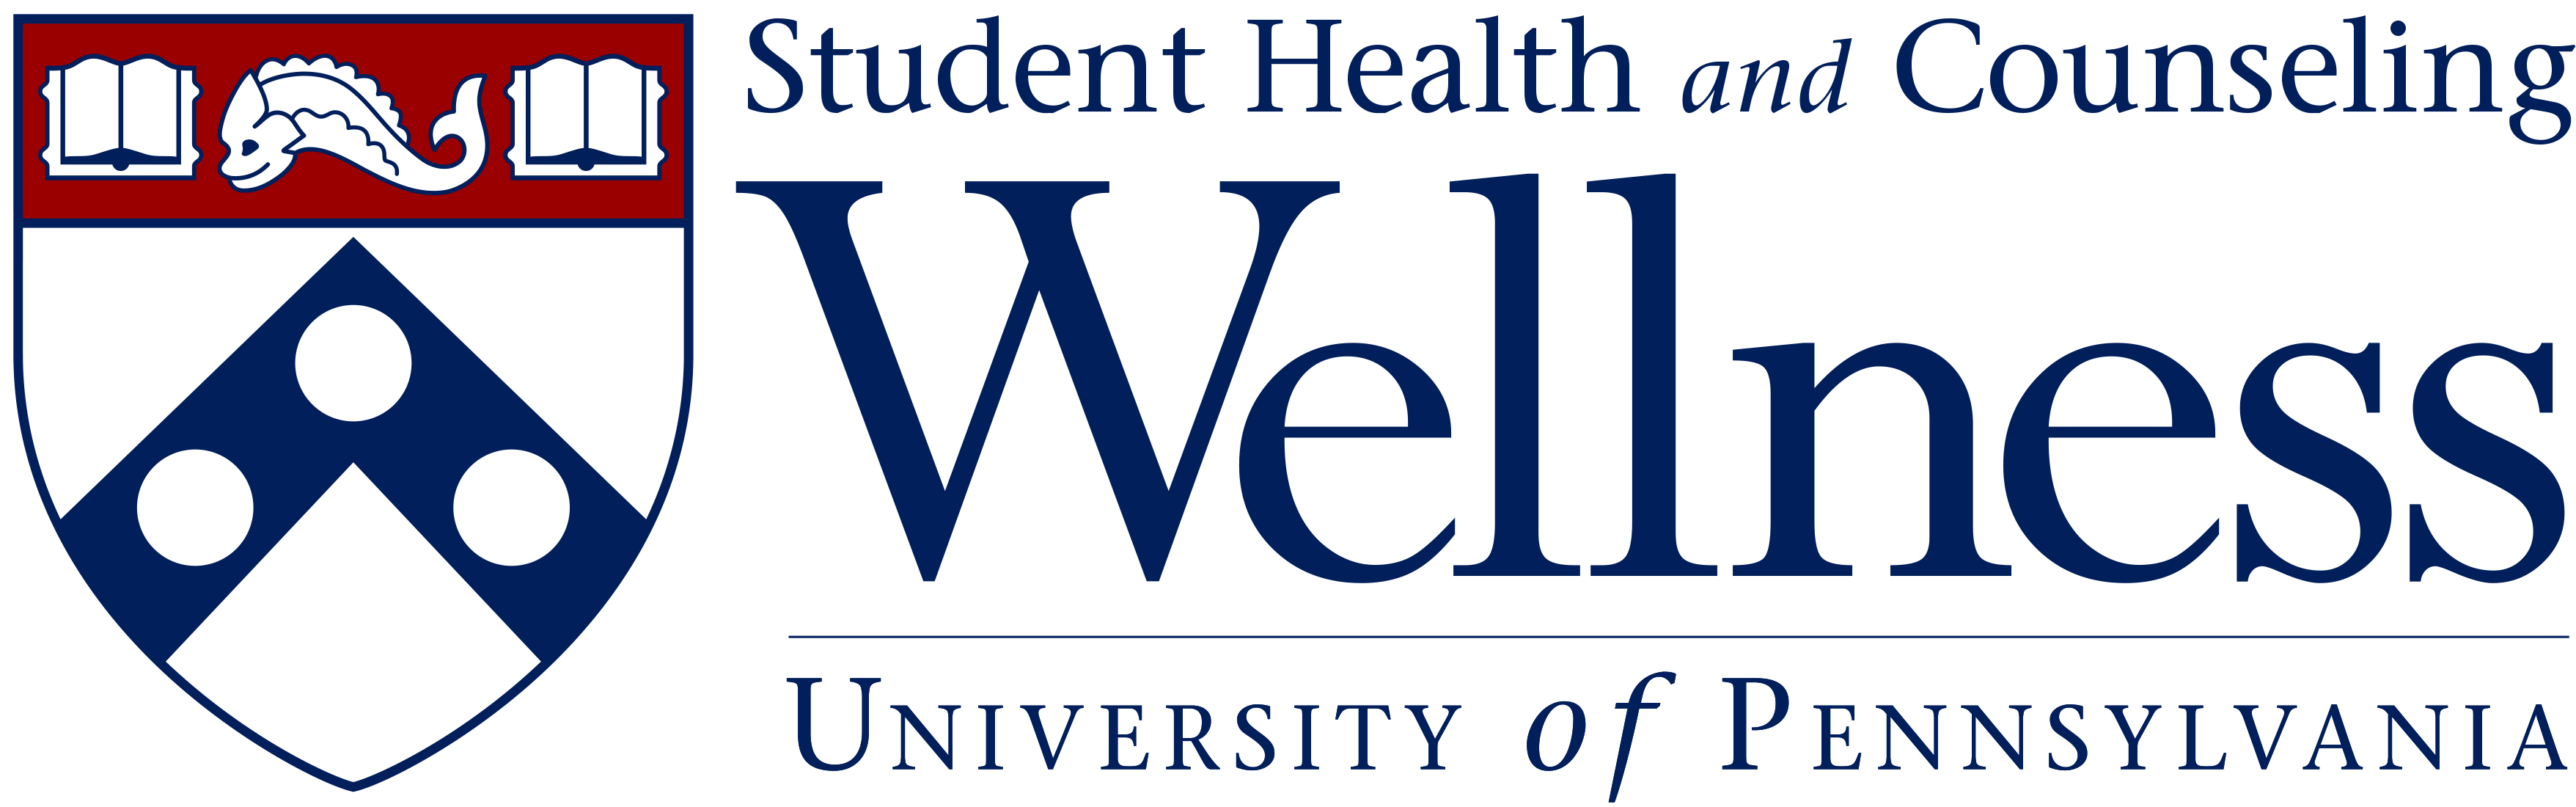 Student Health and Counseling
Wellness
University of Pennsylvania